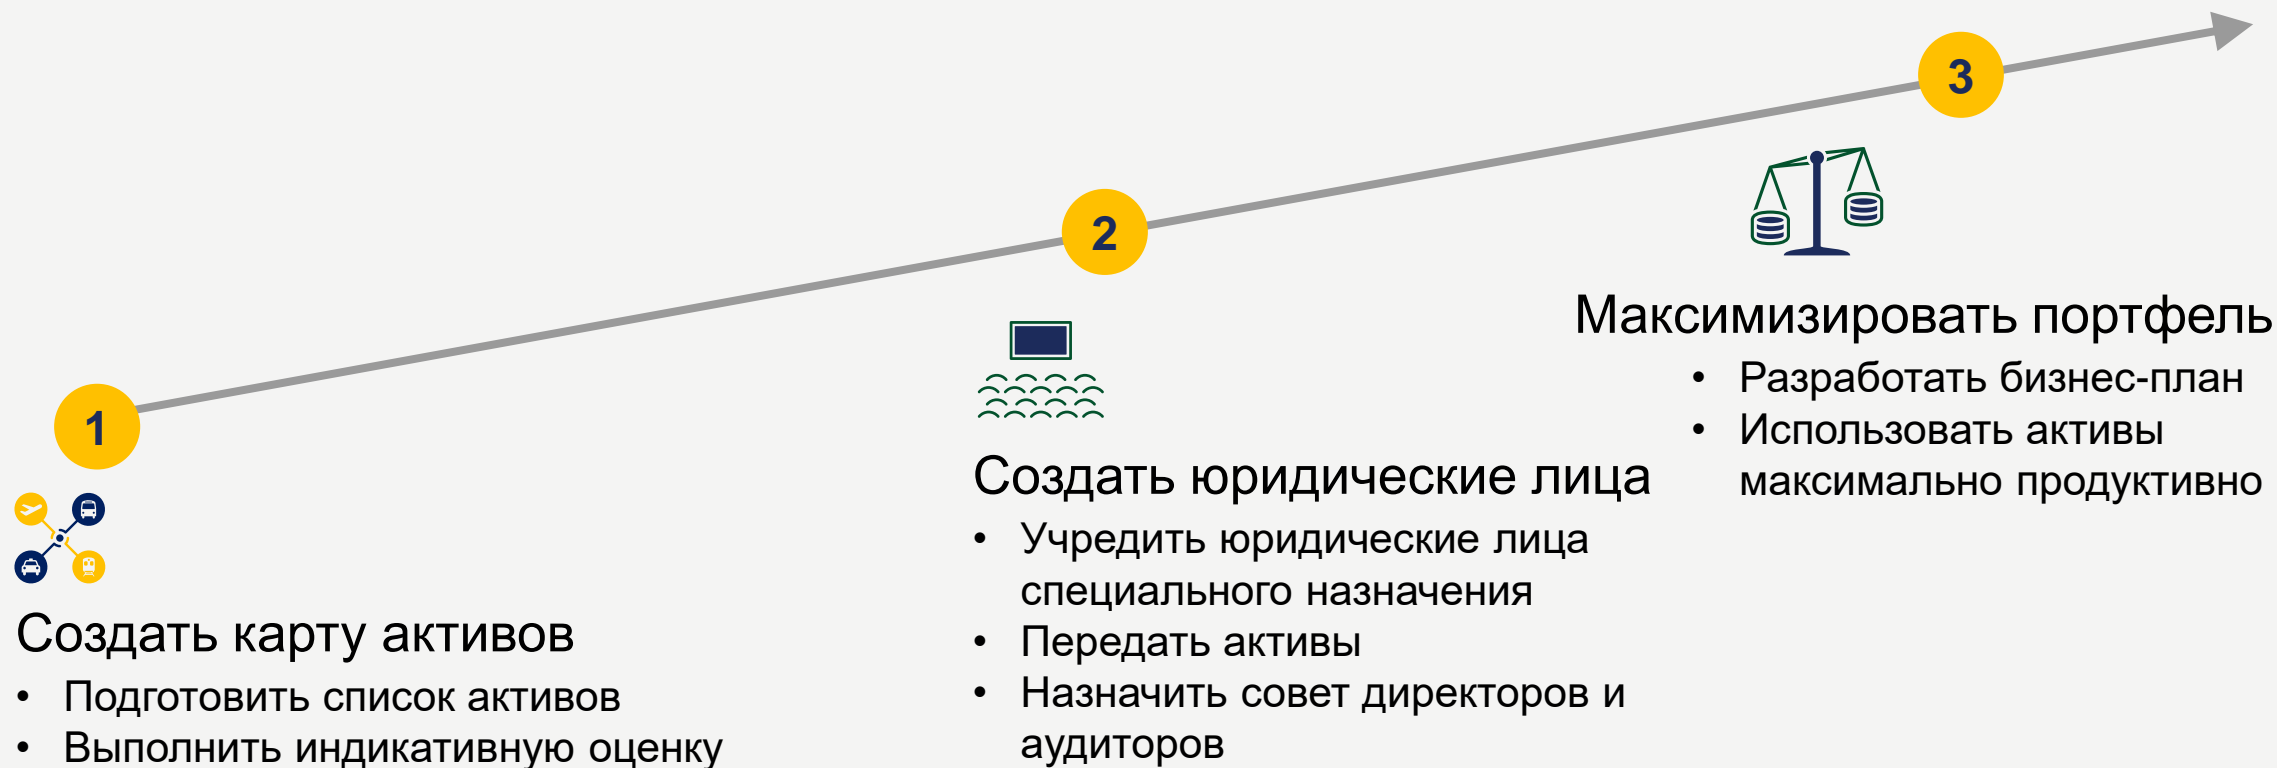 1
Создать карту активов
• Подготовить список активов
• Выполнить индикативную оценку
2
Создать юридические лица
• Учредить юридические лица
специального назначения
• Передать активы
• Назначить совет директоров и
аудиторов
3
Максимизировать портфель
• Разработать бизнес-план
• Использовать активы
максимально продуктивно